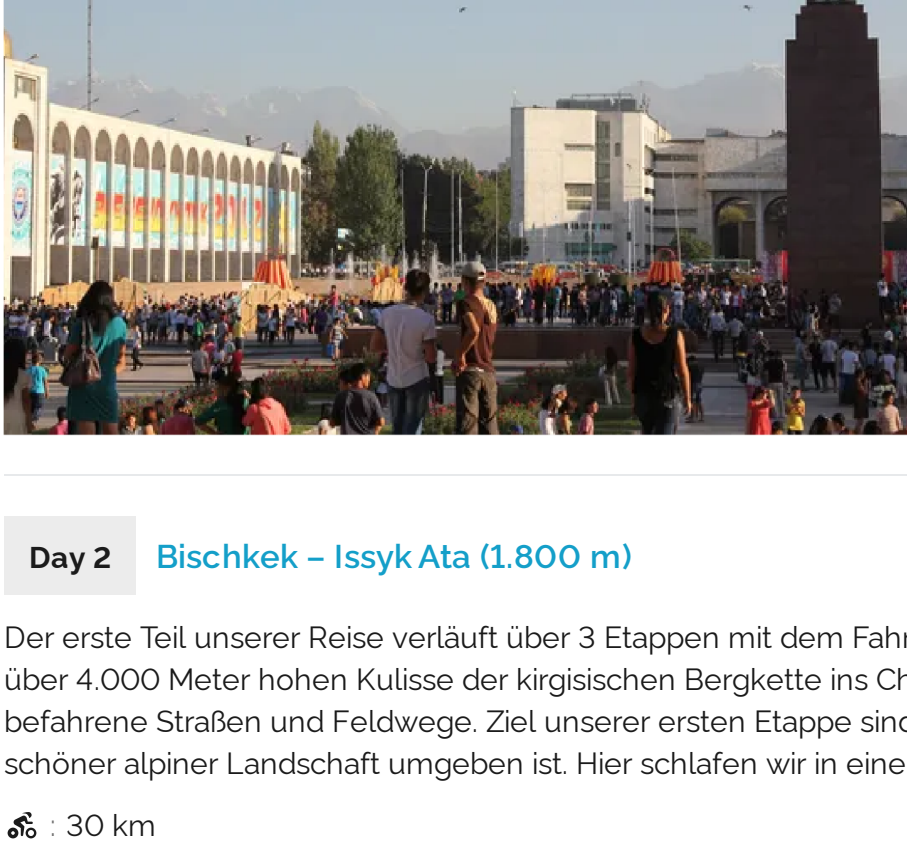 Day 2
Bischkek – Issyk Ata (1.800 m)
Der erste Teil unserer Reise verläuft über 3 Etappen mit dem Fahr
über 4.000 Meter hohen Kulisse der kirgisischen Bergkette ins Ch
befahrene Straßen und Feldwege. Ziel unserer ersten Etappe sind
schöner alpiner Landschaft umgeben ist. Hier schlafen wir in eine
: 30 km